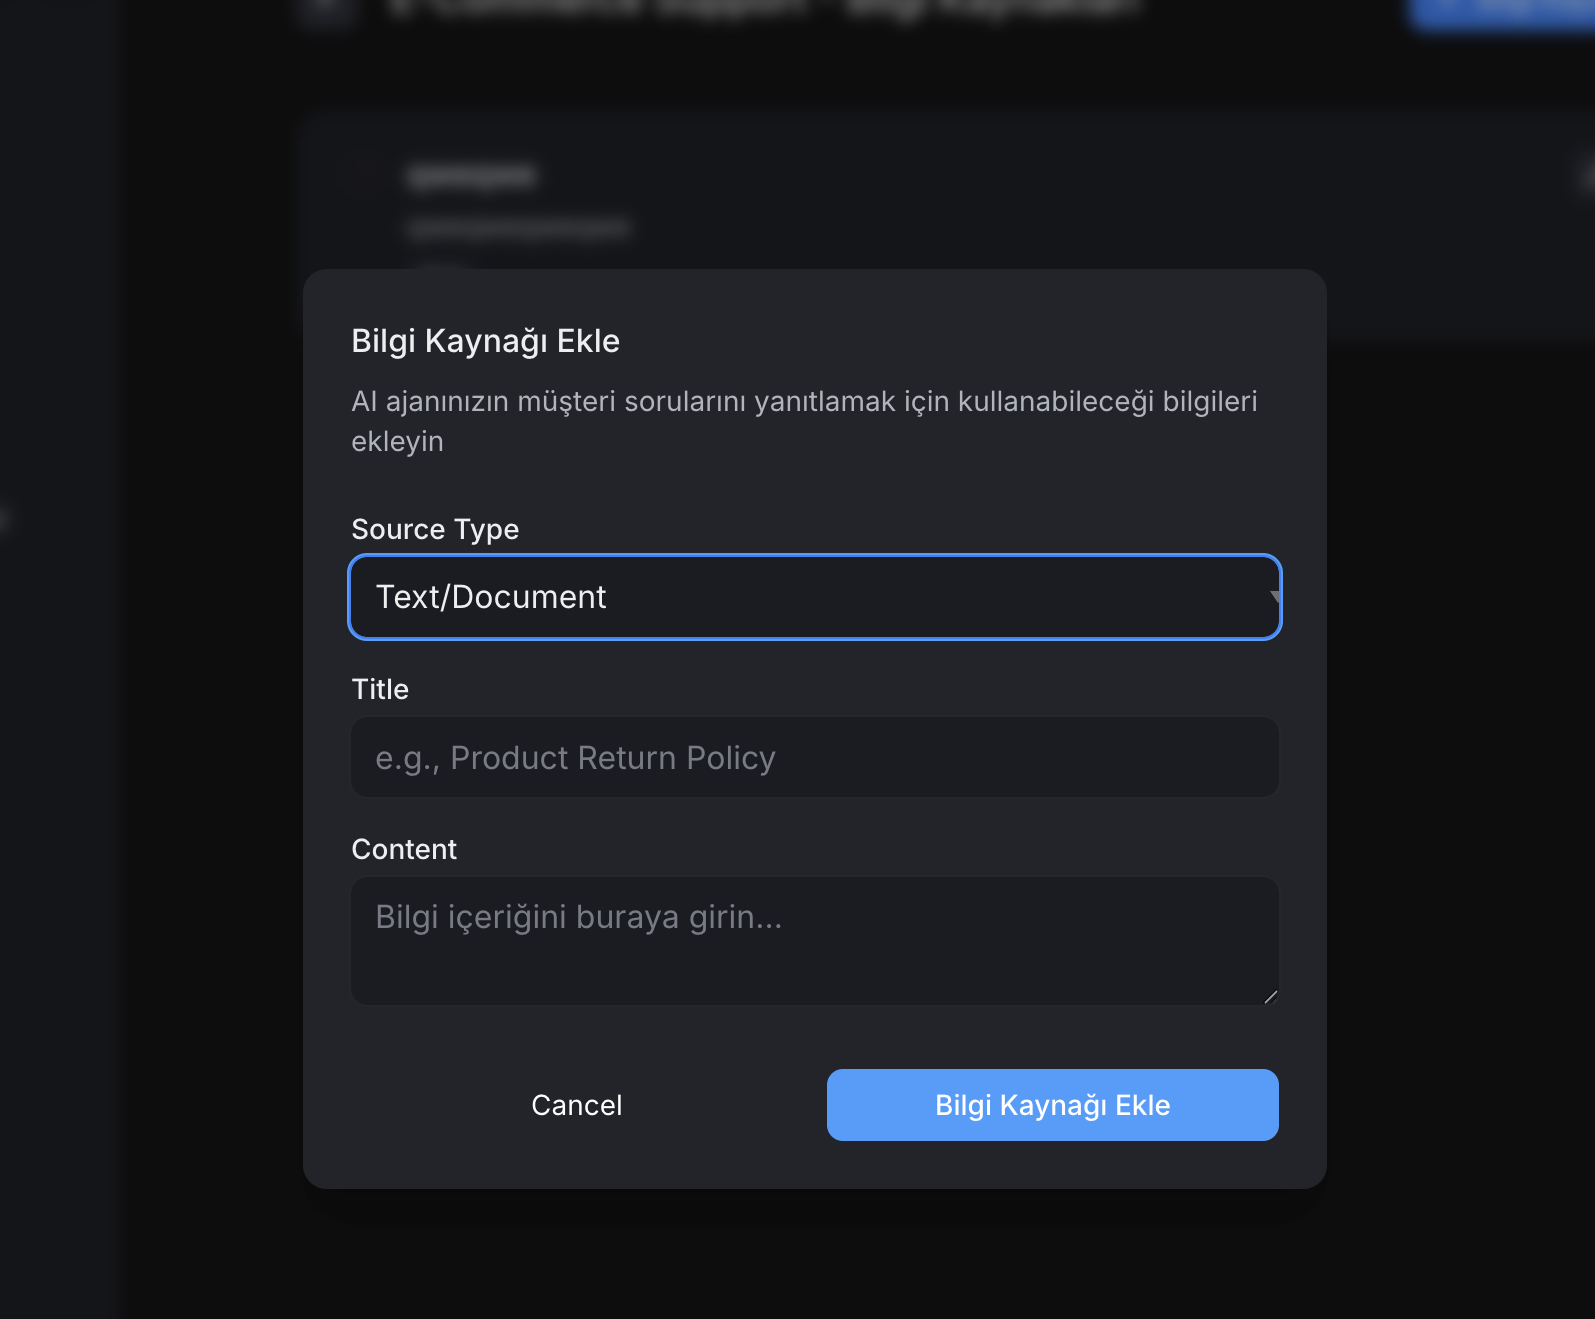 Bilgi Kaynağı Ekle
AI ajanınızın müşteri sorularını yanıtlamak için kullanabileceği bilgileri
ekleyin
Source Type
Text/Document
Title
e.g., Product Return Policy
Content
Bilgi içeriğini buraya girin...
Cancel
Bilgi Kaynağı Ekle